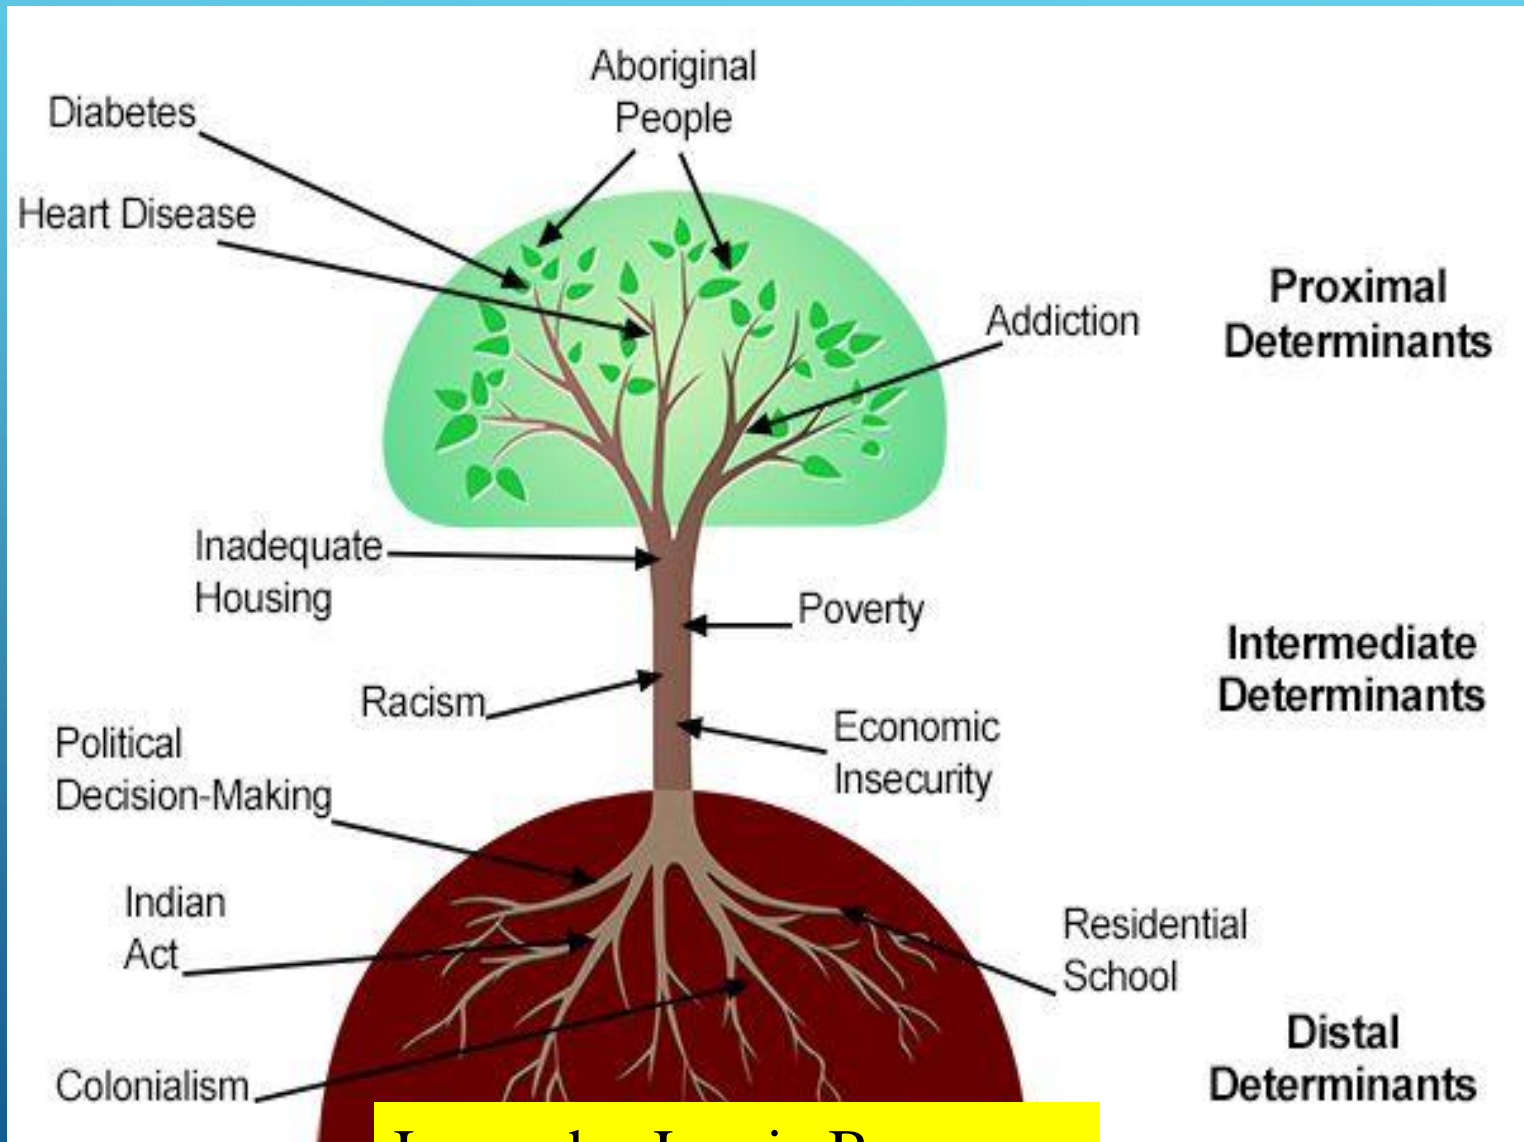 Aboriginal
People
Diabetes
Heart Disease
Proximal
Determinants
Addiction
Inadequate
Housing
Poverty
Intermediate
Determinants
Racism
Economic
Insecurity
Political
Decision-Making
Indian
Act
Residential
School
Distal
Determinants
Colonialism